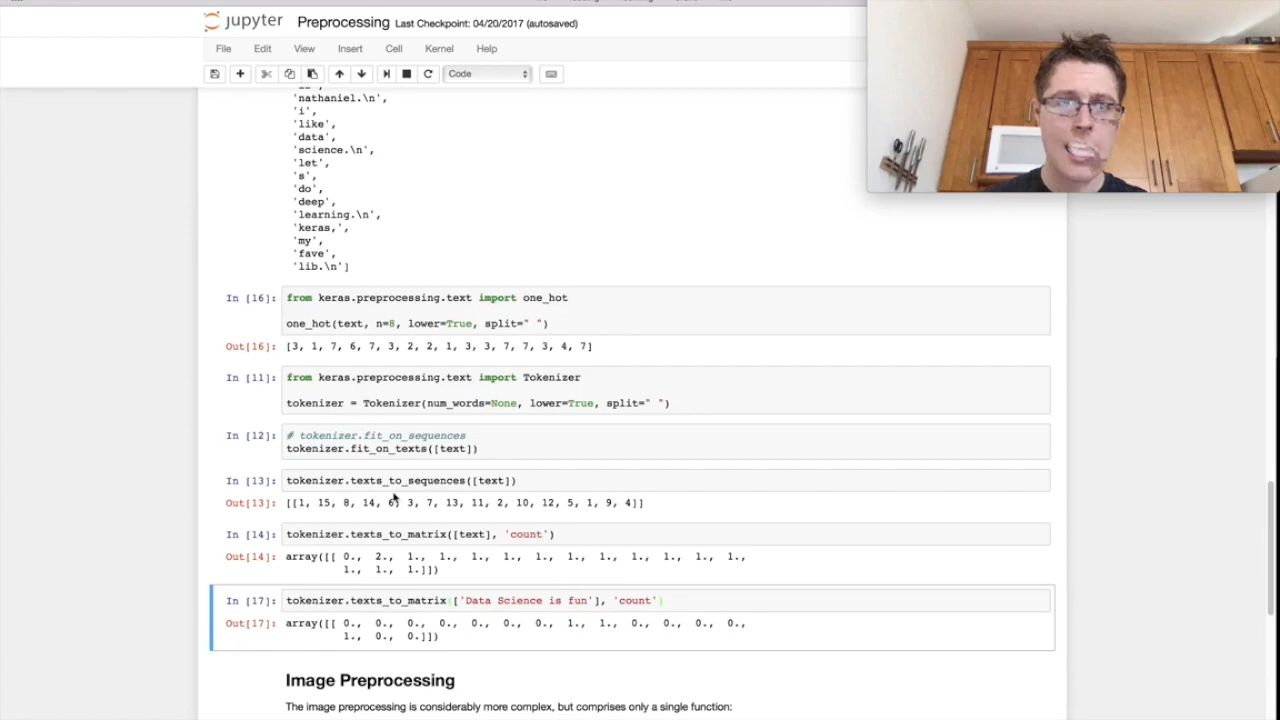 jupyter Preprocessing Last Checkpoint: 04/20/2017 (autosaved)
File Edit View Insert Cell Kernel Help
Code
'nathaniel.\n',
'i',
'like',
'data',
'science.\n',
'let',
's',
'do',
'deep',
'learning.\n',
'keras,',
'my',
'fave',
'lib.\n']
In [16]: from keras.preprocessing.text import one_hot
one_hot(text, n=8, lower=True, split=" ")
Out[16]: [3, 1, 7, 6, 7, 3, 2, 2, 1, 3, 3, 7, 7, 3, 4, 7]
In [11]: from keras.preprocessing.text import Tokenizer
tokenizer = Tokenizer(num_words=None, lower=True, split=" ")
In [12]: # tokenizer.fit_on_sequences
tokenizer.fit_on_texts([text])
In [13]: tokenizer.texts_to_sequences([text])
Out[13]: [[1, 15, 8, 14, 6, 3, 7, 13, 11, 2, 10, 12, 5, 1, 9, 4]]
In [14]: tokenizer.texts_to_matrix([text], 'count')
Out[14]: array([[ 0., 2., 1., 1., 1., 1., 1., 1., 1., 1., 1., 1., 1.,
1., 1., 1.]])
In [17]: tokenizer.texts_to_matrix(['Data Science is fun'], 'count')
Out[17]: array([[ 0., 0., 0., 0., 0., 0., 0., 1., 1., 0., 0., 0., 0.,
1., 0., 0.]])
Image Preprocessing
The image preprocessing is considerably more complex, but comprises only a single function: